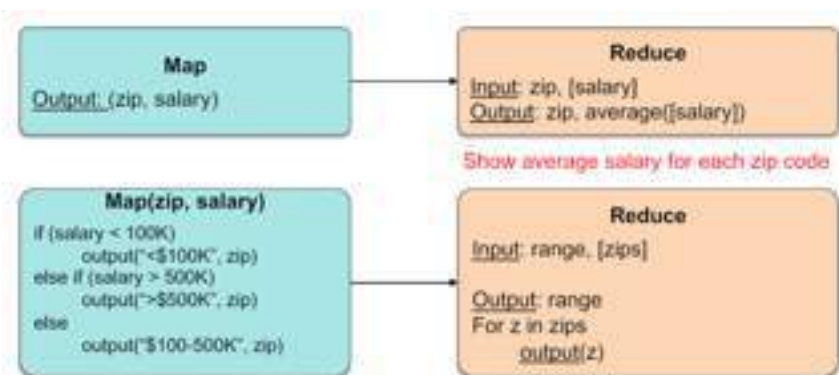 Map
Output: (zip, salary)
Reduce
Input: zip, [salary]
Output: zip, average([salary])
Show average salary for each zip code
Map(zip, salary)
if (salary < 100K)
output("<$100K", zip)
else if (salary > 500K)
output(">$500K", zip)
else
output("$100-500K", zip)
Reduce
Input: range, [zips]
Output: range
For z in zips
output(z)